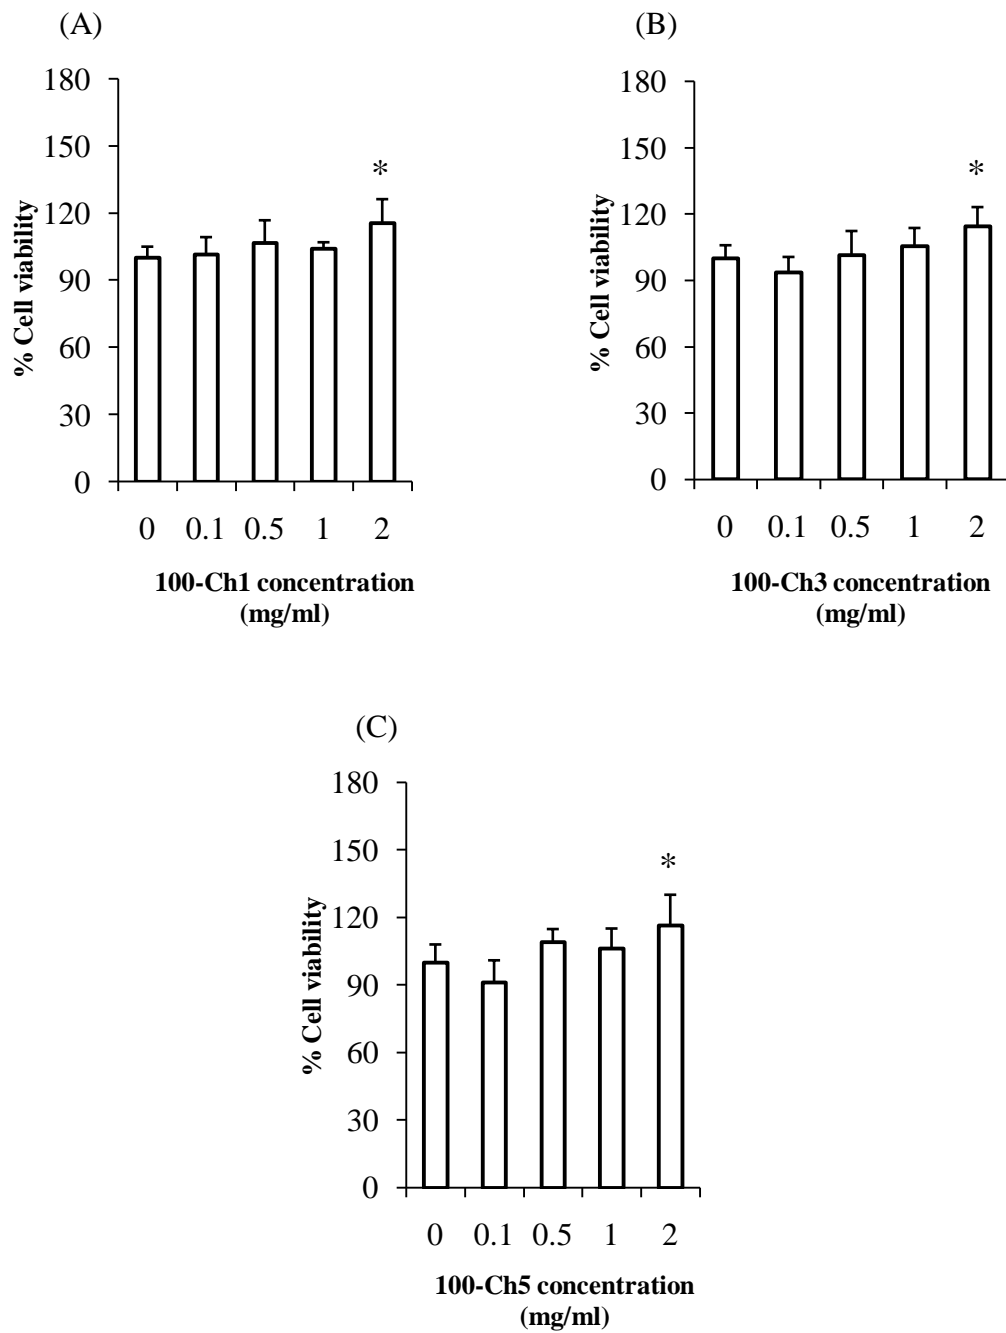 (A)
180
150
120
90
60
30
0
% Cell viability
*
0 0.1 0.5 1 2
100-Ch1 concentration
(mg/ml)
(B)
180
150
120
90
60
30
0
% Cell viability
*
0 0.1 0.5 1 2
100-Ch3 concentration
(mg/ml)
(C)
180
150
120
90
60
30
0
% Cell viability
*
0 0.1 0.5 1 2
100-Ch5 concentration
(mg/ml)